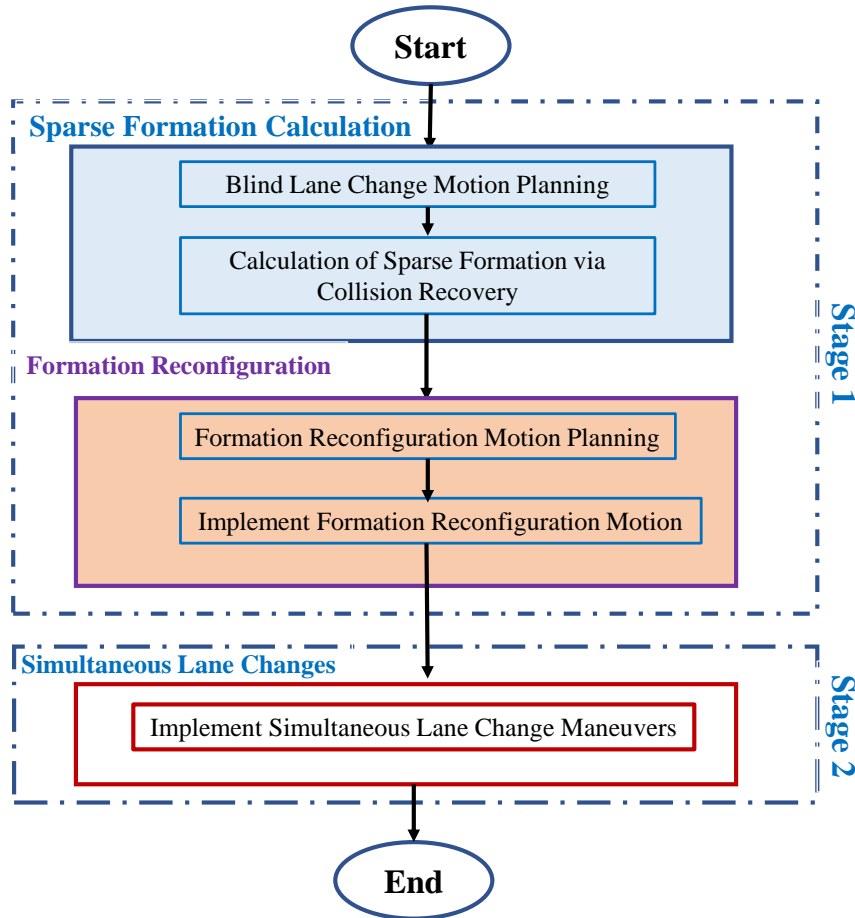 Start
Sparse Formation Calculation
Blind Lane Change Motion Planning
Calculation of Sparse Formation via
Collision Recovery
Stage 1
Formation Reconfiguration
Formation Reconfiguration Motion Planning
Implement Formation Reconfiguration Motion
Simultaneous Lane Changes
Implement Simultaneous Lane Change Maneuvers
Stage 2
End